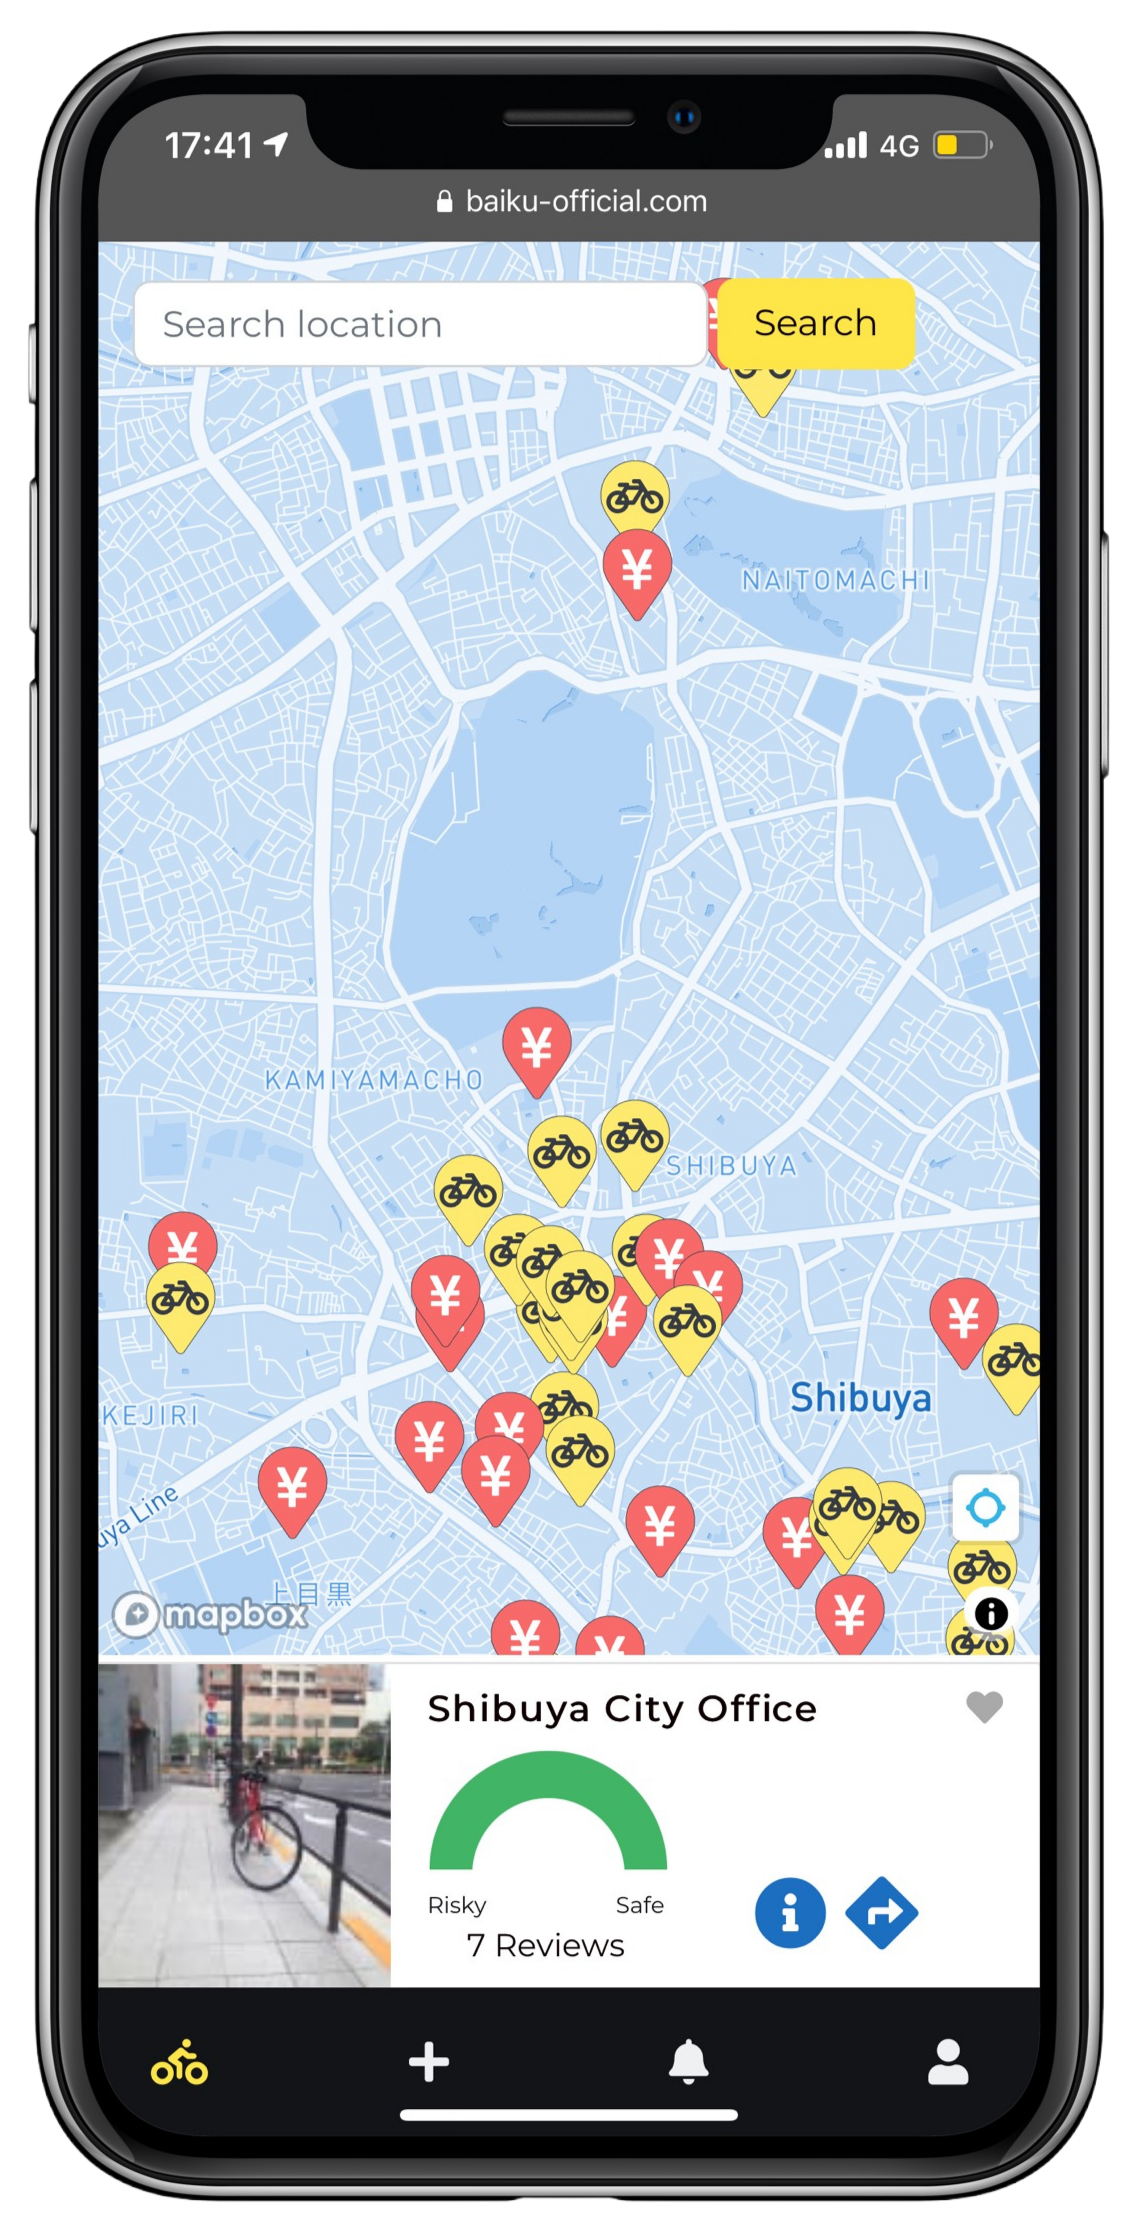 17:41
4G
baiku-official.com
Search location
Search
NAITOMACHI
¥
KAMIYAMACHO
¥
SHIBUYA
¥
¥
¥
¥
¥
¥
Shibuya
KEJIRI
¥
¥
¥
¥
¥
¥
uya Line
上目黒
mapbox
¥
¥
¥
Shibuya City Office
Risky
Safe
7 Reviews